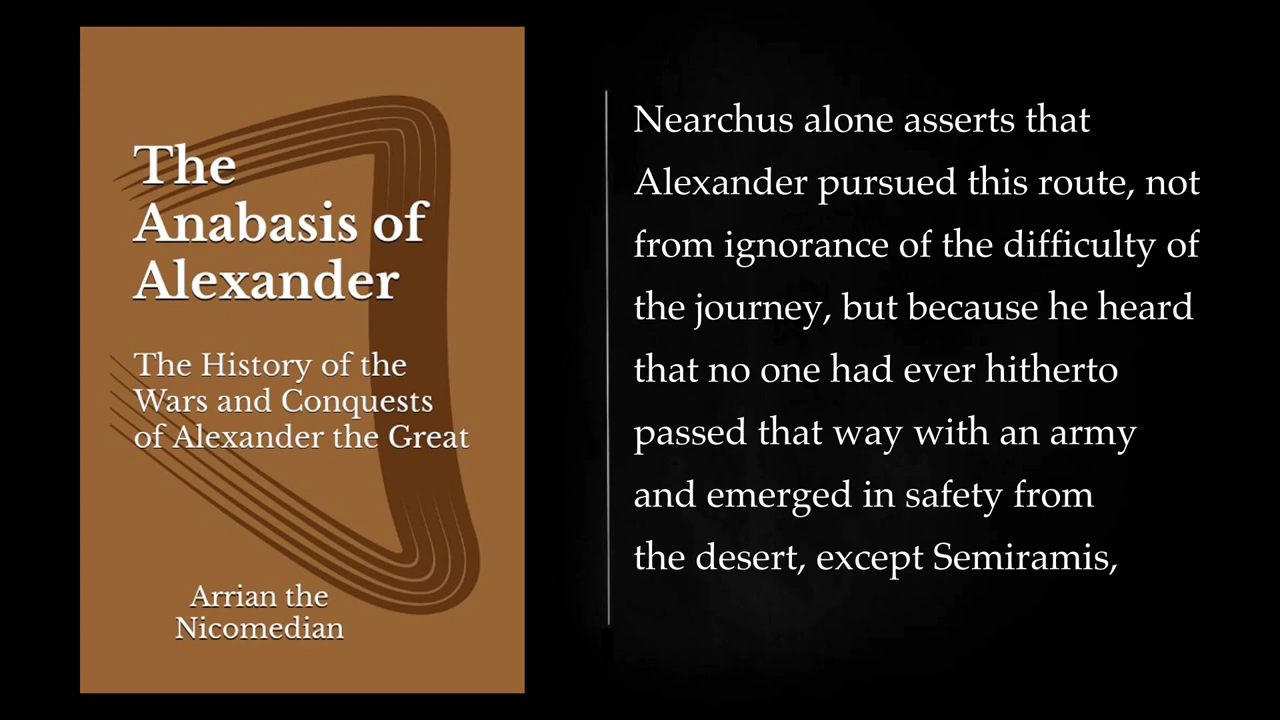 The
Anabasis of
Alexander
The History of the
Wars and Conquests
of Alexander the Great
Arrian the
Nicomedian
Nearchus alone asserts that
Alexander pursued this route, not
from ignorance of the difficulty of
the journey, but because he heard
that no one had ever hitherto
passed that way with an army
and emerged in safety from
the desert, except Semiramis,